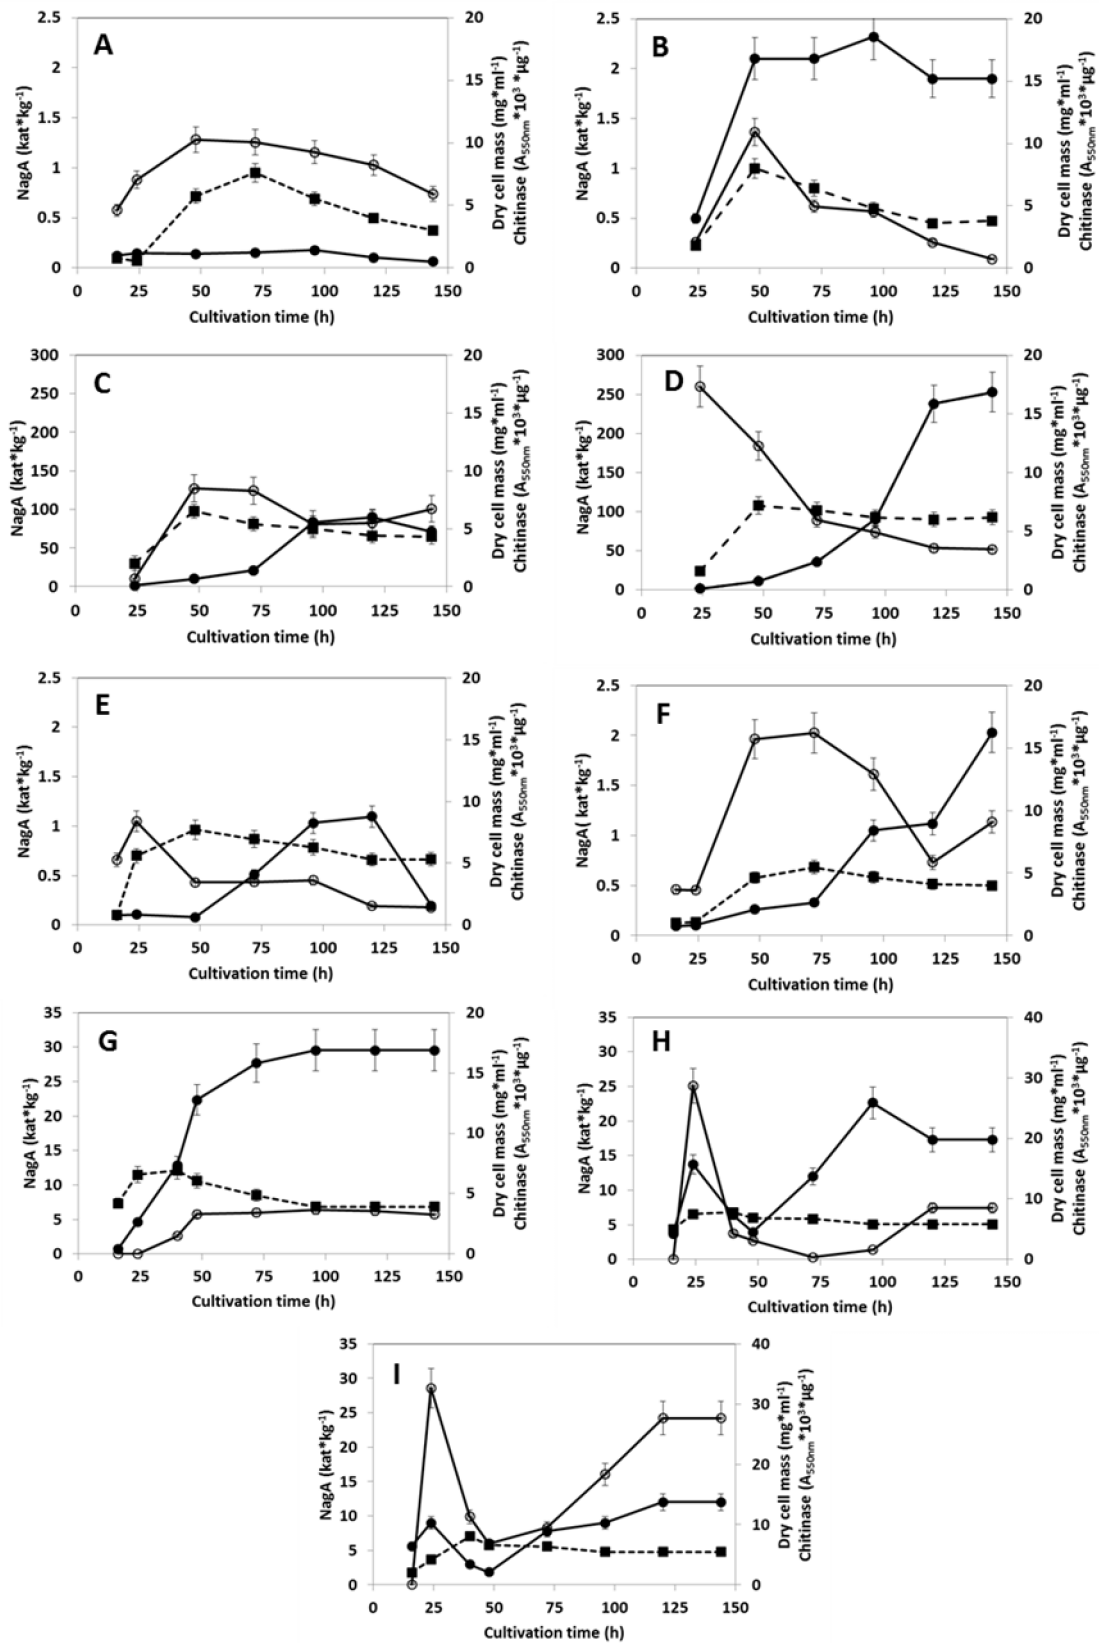 A
NagA (kat*kg-1)
2.5
2
1.5
1
0.5
0
20
15
10
5
0
Dry cell mass (mg*ml-1)
Chitinase (A550nm*103 *µg-1)
0 25 50 75 100 125 150
Cultivation time (h)
B
NagA (kat*kg-1)
2.5
2
1.5
1
0.5
0
20
15
10
5
0
Dry cell mass (mg*ml-1)
Chitinase (A550nm*103*µg-1)
0 25 50 75 100 125 150
Cultivation time (h)
C
NagA (kat*kg-1)
300
250
200
150
100
50
0
20
15
10
5
0
Dry cell mass (mg*ml-1)
Chitinase (A550nm*103*µg-1)
0 25 50 75 100 125 150
Cultivation time (h)
D
NagA (kat*kg-1)
300
250
200
150
100
50
0
20
15
10
5
0
Dry cell mass (mg*ml-1)
Chitinase (A550nm*103*µg-1)
0 25 50 75 100 125 150
Cultivation time (h)
E
NagA (kat*kg-1)
2.5
2
1.5
1
0.5
0
20
15
10
5
0
Dry cell mass (mg*ml-1)
Chitinase (A550nm*103*µg-1)
0 25 50 75 100 125 150
Cultivation time (h)
F
NagA( kat*kg-1)
2.5
2
1.5
1
0.5
0
20
15
10
5
0
Dry cell mass (mg*ml-1)
Chitinase (A550nm*103*µg-1)
0 25 50 75 100 125 150
Cultivation time (h)
G
NagA (kat*kg-1)
35
30
25
20
15
10
5
0
20
15
10
5
0
Dry cell mass (mg*ml-1)
Chitinase (A550nm*103*µg-1)
0 25 50 75 100 125 150
Cultivation time (h)
H
NagA (kat*kg-1)
35
30
25
20
15
10
5
0
40
30
20
10
0
Dry cell mass (mg*ml-1)
Chitinase (A550nm*103*µg-1)
0 25 50 75 100 125 150
Cultivation time (h)
I
NagA (kat*kg-1)
35
30
25
20
15
10
5
0
40
30
20
10
0
Dry cell mass (mg*ml-1)
Chitinase (A550nm*103*µg-1)
0 25 50 75 100 125 150
Cultivation time (h)